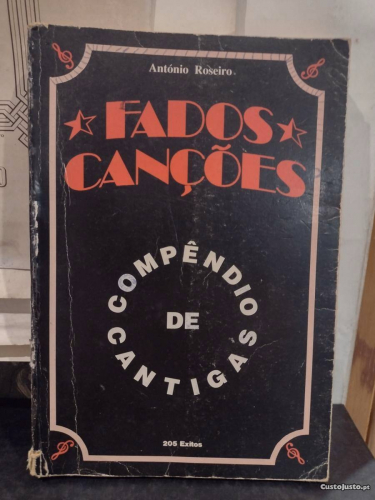 António Roseiro
FADOS
CANÇÕES
COMPÊNDIO
DE
CANTIGAS
205 Exitos
CustoJusto.pt